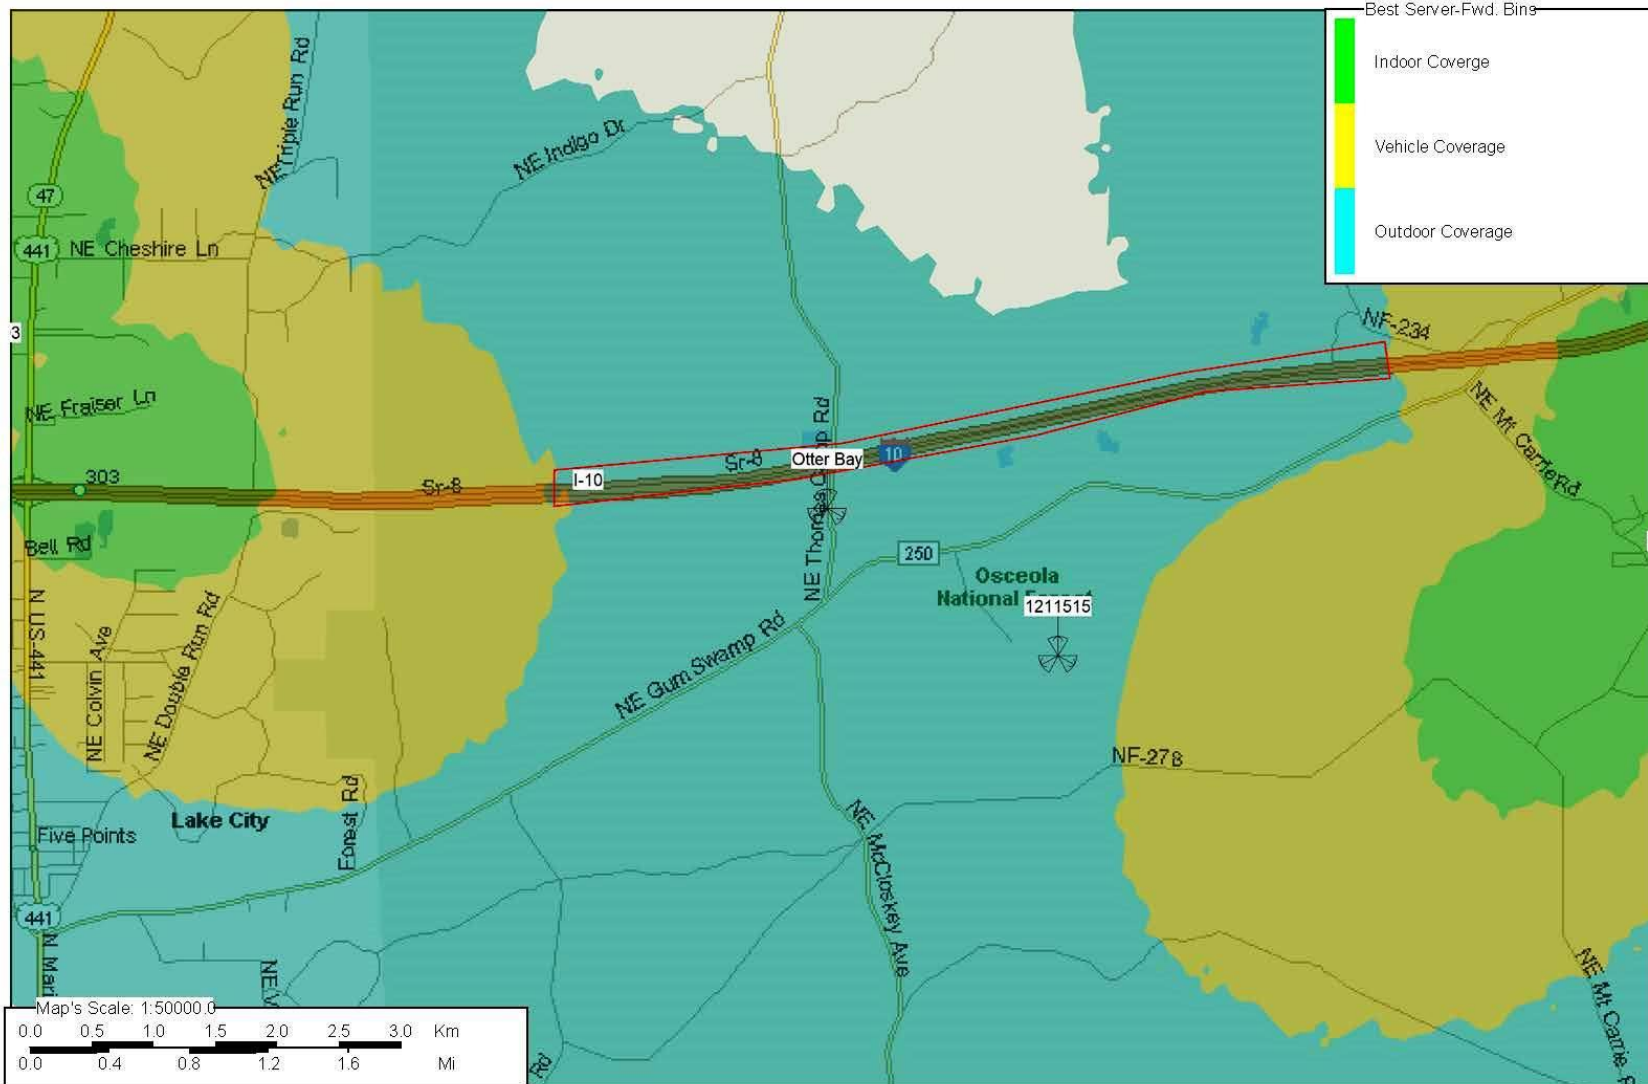 Best Server-Fwd. Bins
Indoor Coverge
Vehicle Coverage
Outdoor Coverage
NE Triple Run Rd
NE Indigo Dr
47
441
NE Cheshire Ln
3
NF-234
NE Fraiser Ln
NE Mt Carrie Rd
303
Sr-8
I-10
Sr-8
Otter Bay
10
Bell Rd
250
Osceola
National
1211515
N US-441
NE Colvin Ave
NE Double Run Rd
NE Gum Swamp Rd
NF-278
Lake City
Five Points
Forest Rd
NE McCloskey Ave
441
N Mari
NE
NE Mt Carrie
Rd
Map's Scale: 1:50000.0
0.0 0.5 1.0 1.5 2.0 2.5 3.0 Km
0.0 0.4 0.8 1.2 1.6 Mi